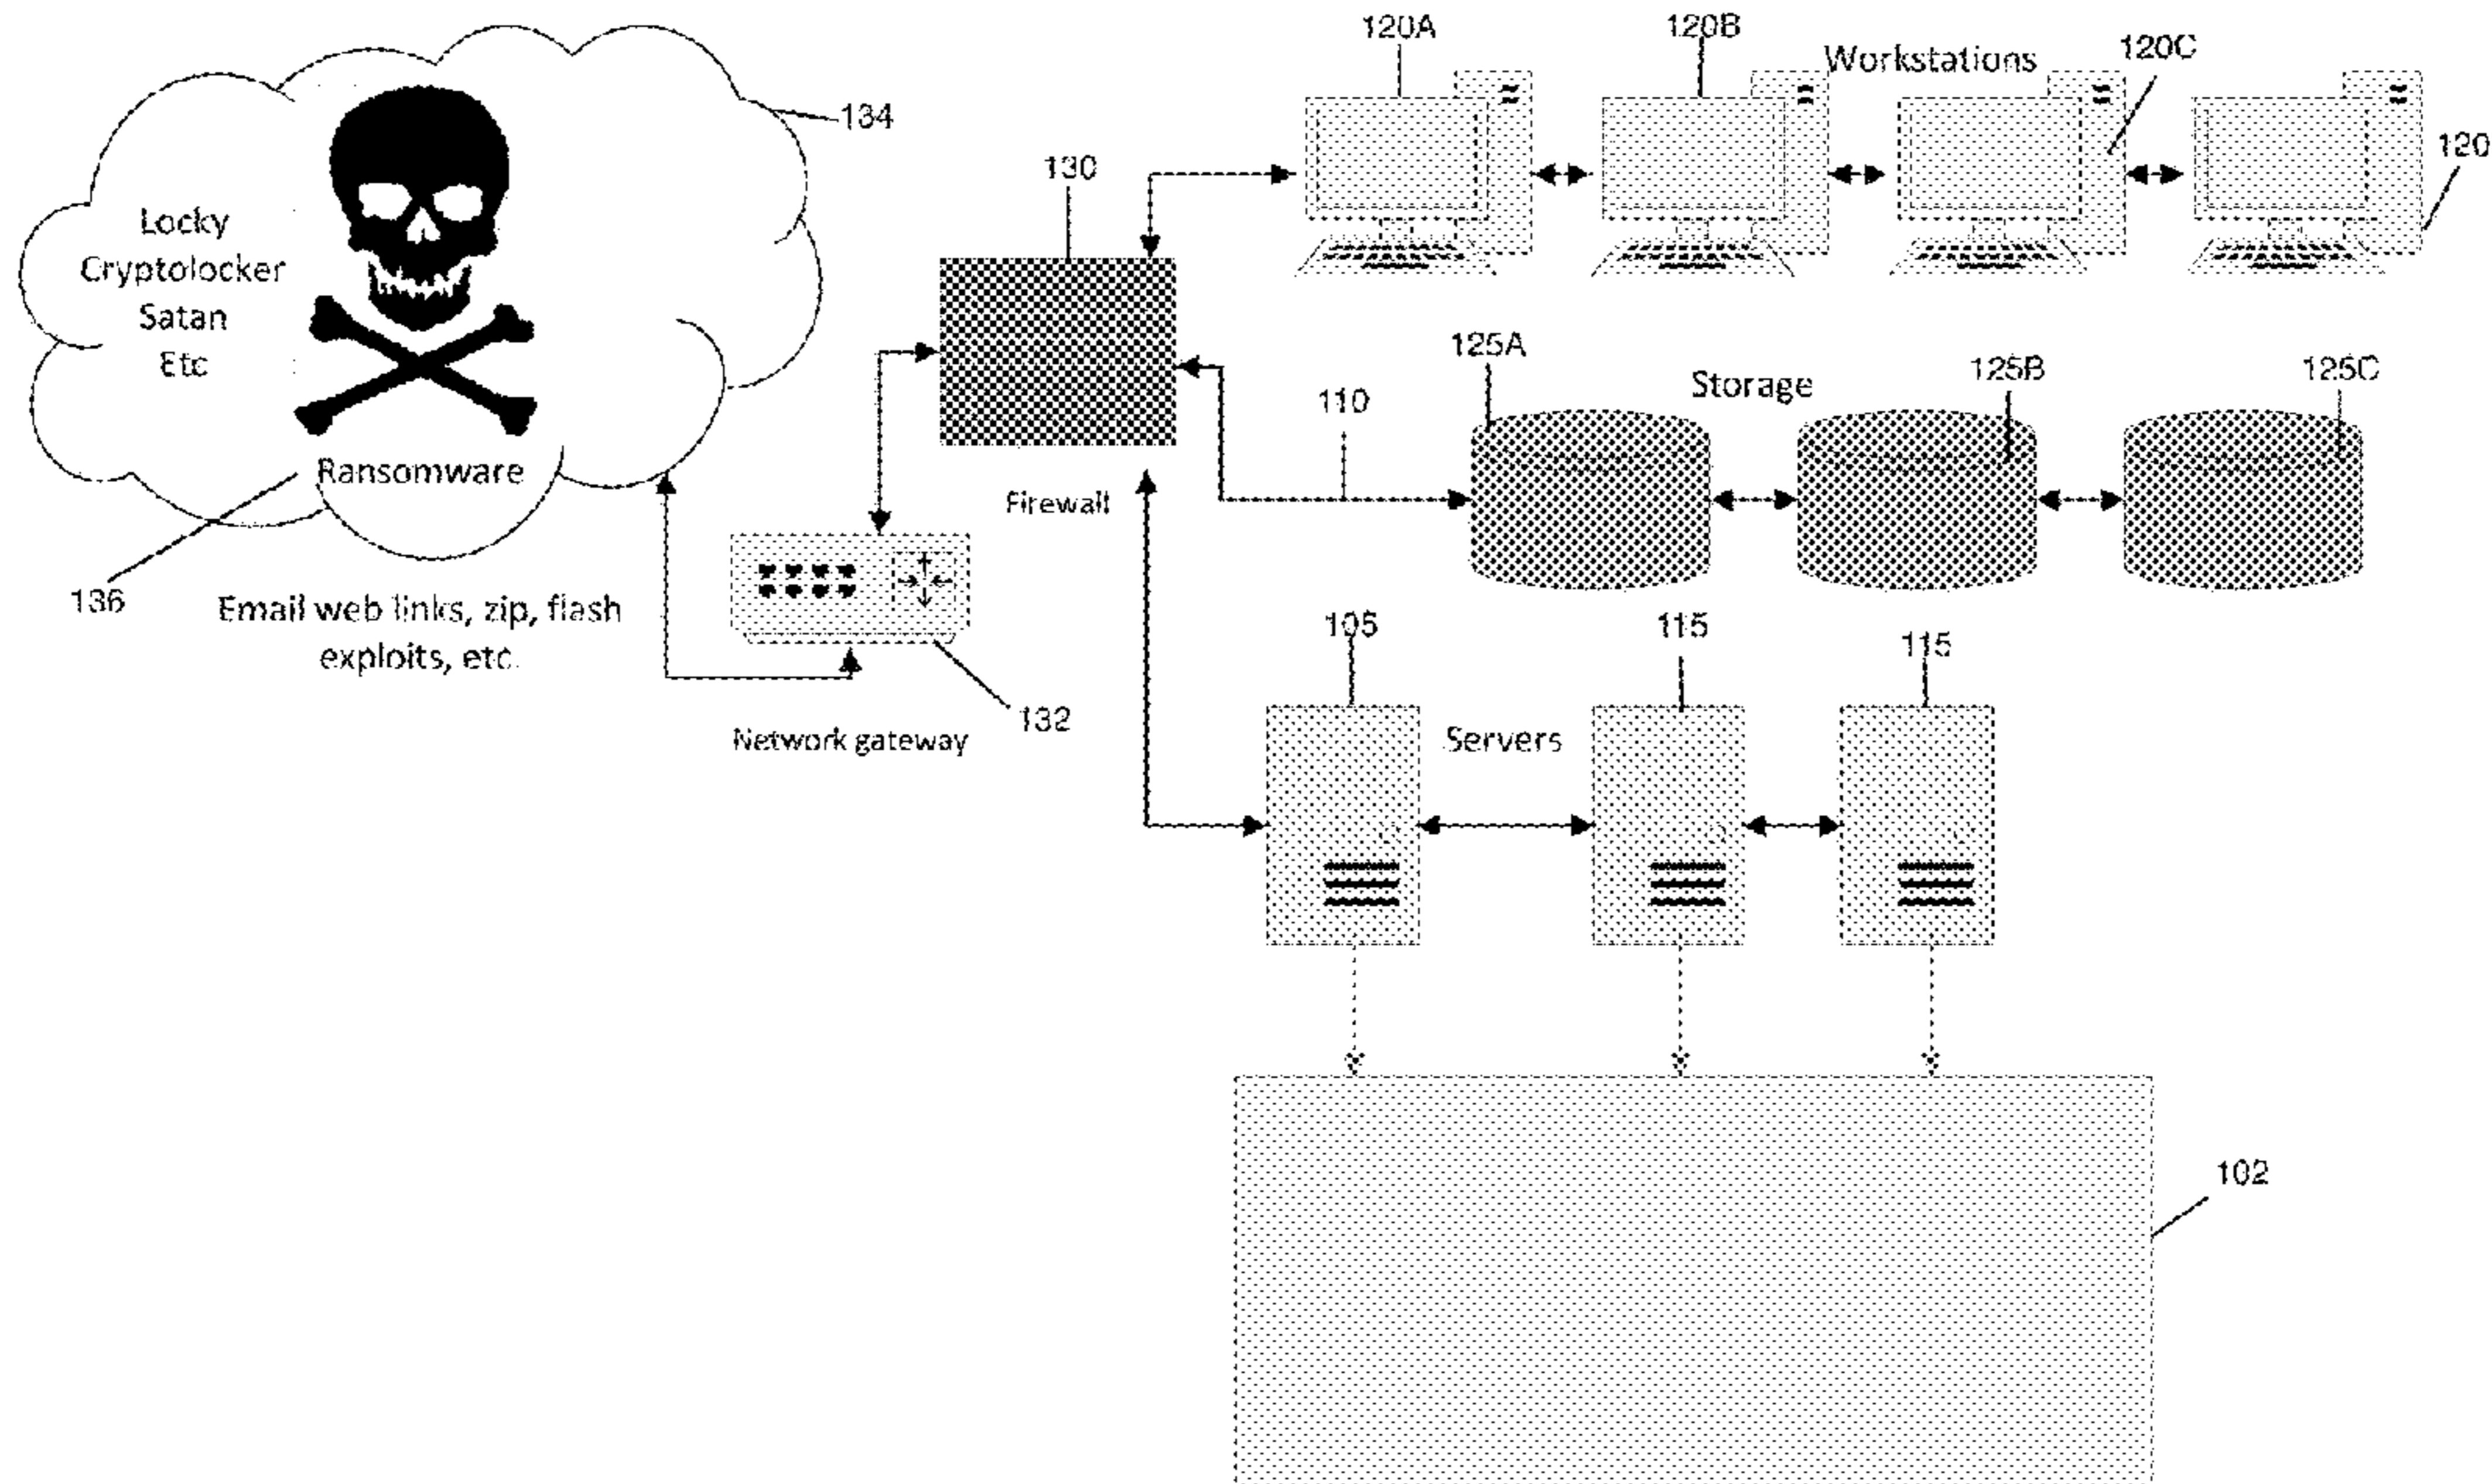 120A
120B
Workstations
120C
134
120
130
Locky
Cryptolocker
Satan
Etc
125A
Storage
125B
125C
110
Ransomware
Firewall
136
Email web links, zip, flash
exploits, etc.
105
115
115
132
Network gateway
Servers
102